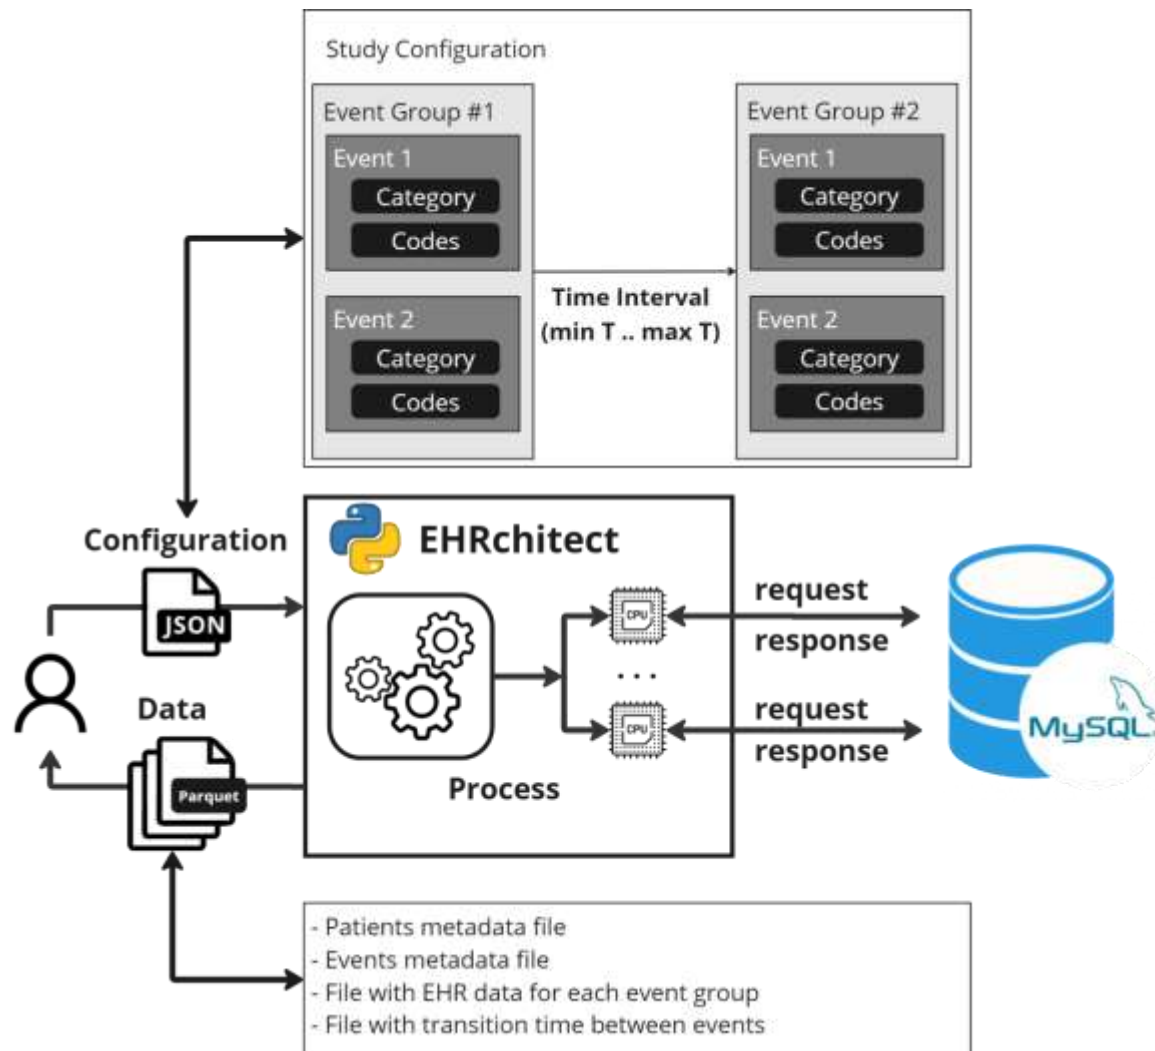 Study Configuration
Event Group #1
Event 1
Category
Codes
Event 2
Category
Codes
Time Interval
(min T .. max T)
Event Group #2
Event 1
Category
Codes
Event 2
Category
Codes
Configuration
JSON
Data
Parquet
EHRchitect
CPU
. . .
CPU
Process
request
response
request
response
MySQL
- Patients metadata file
- Events metadata file
- File with EHR data for each event group
- File with transition time between events